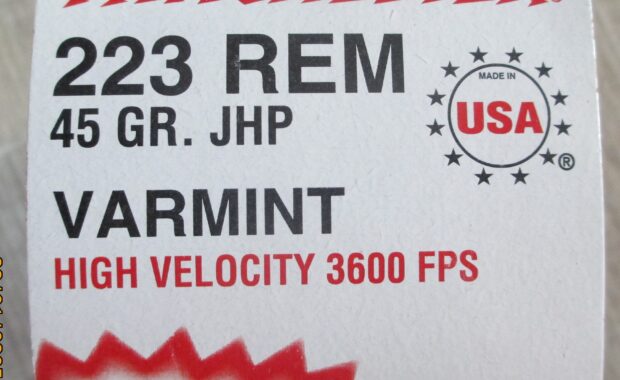 223 REM
45 GR. JHP
MADE IN
USA
®
VARMINT
HIGH VELOCITY 3600 FPS